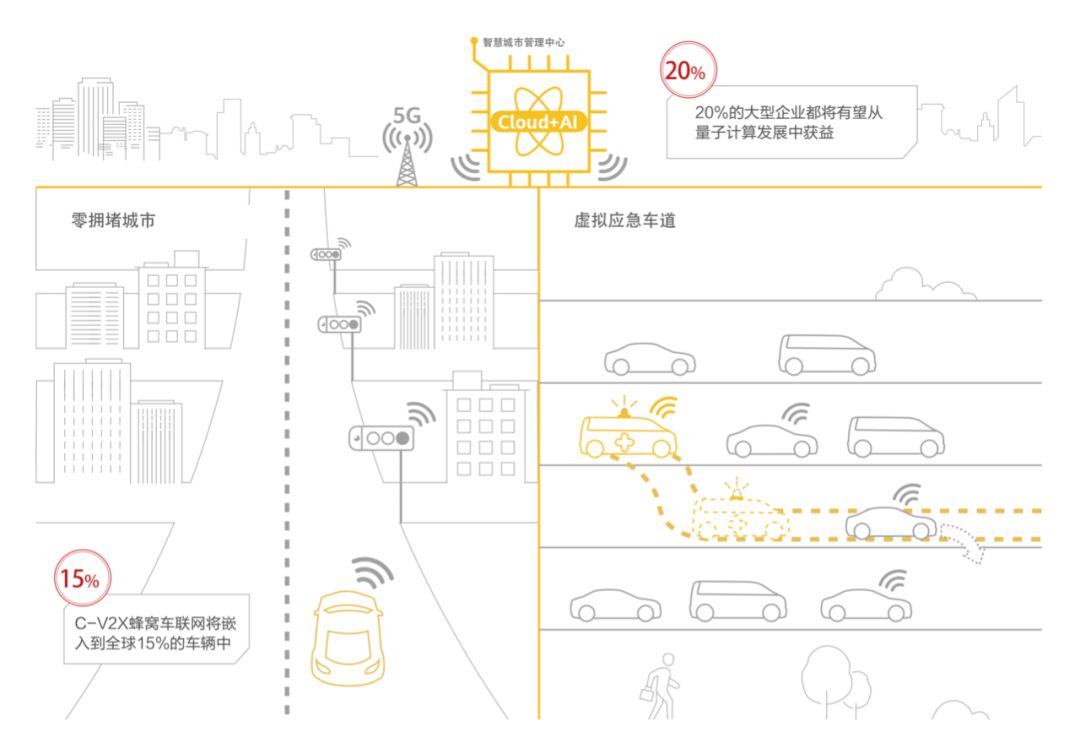 智慧城市管理中心
5G
Cloud+AI
20%
20%的大型企业都将有望从
量子计算发展中获益
零拥堵城市
虚拟应急车道
15%
C-V2X蜂窝车联网将嵌
入到全球15%的车辆中